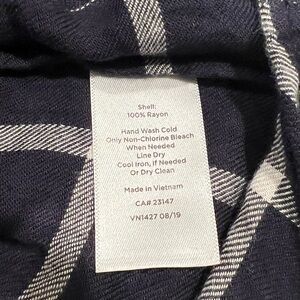 Shell:
100% Rayon
Hand Wash Cold
Only Non-Chlorine Bleach
When Needed
Line Dry
Cool Iron, if Needed
Or Dry Clean
Made in Vietnam
CA# 23147
VN1427 08/19